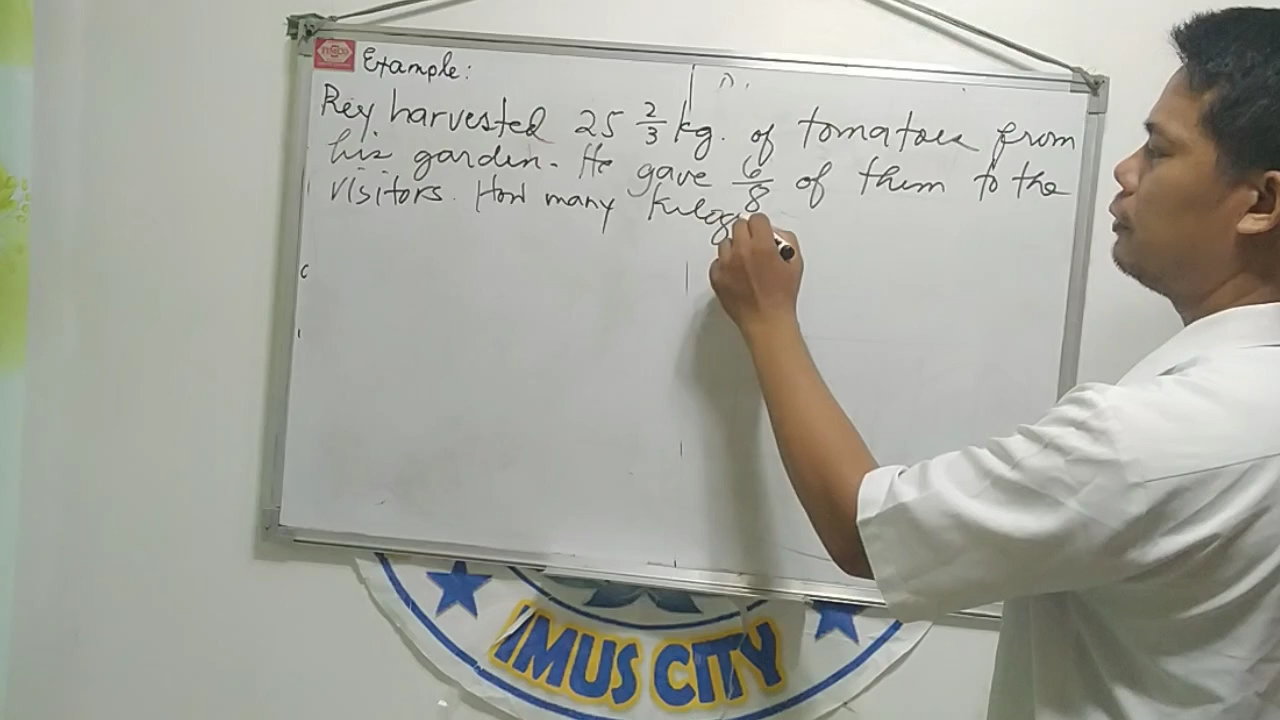 Example:
Rey harvested 25 2/3 kg. of tomatoes from
his garden. He gave 6/8 of them to the
visitors. How many kilog
IMUS CITY